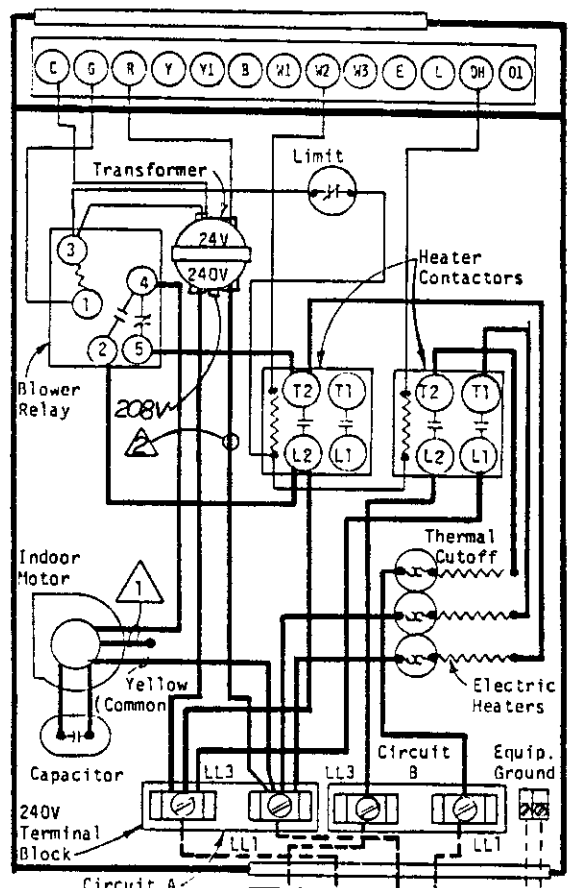 C G R Y Y1 B W1 W2 W3 E L OH O1
Transformer
Limit
24V
240V
Heater
Contactors
3
4
1
2 5
Blower
Relay
208V
2
T2 T1
L2 L1
T2 T1
L2 L1
Thermal
Cutoff
Indoor
Motor
1
Yellow
(Common
Electric
Heaters
Capacitor
LL3
LL3
Circuit
B
Equip.
Ground
240V
Terminal
Block
LL1
LL1
Circuit A